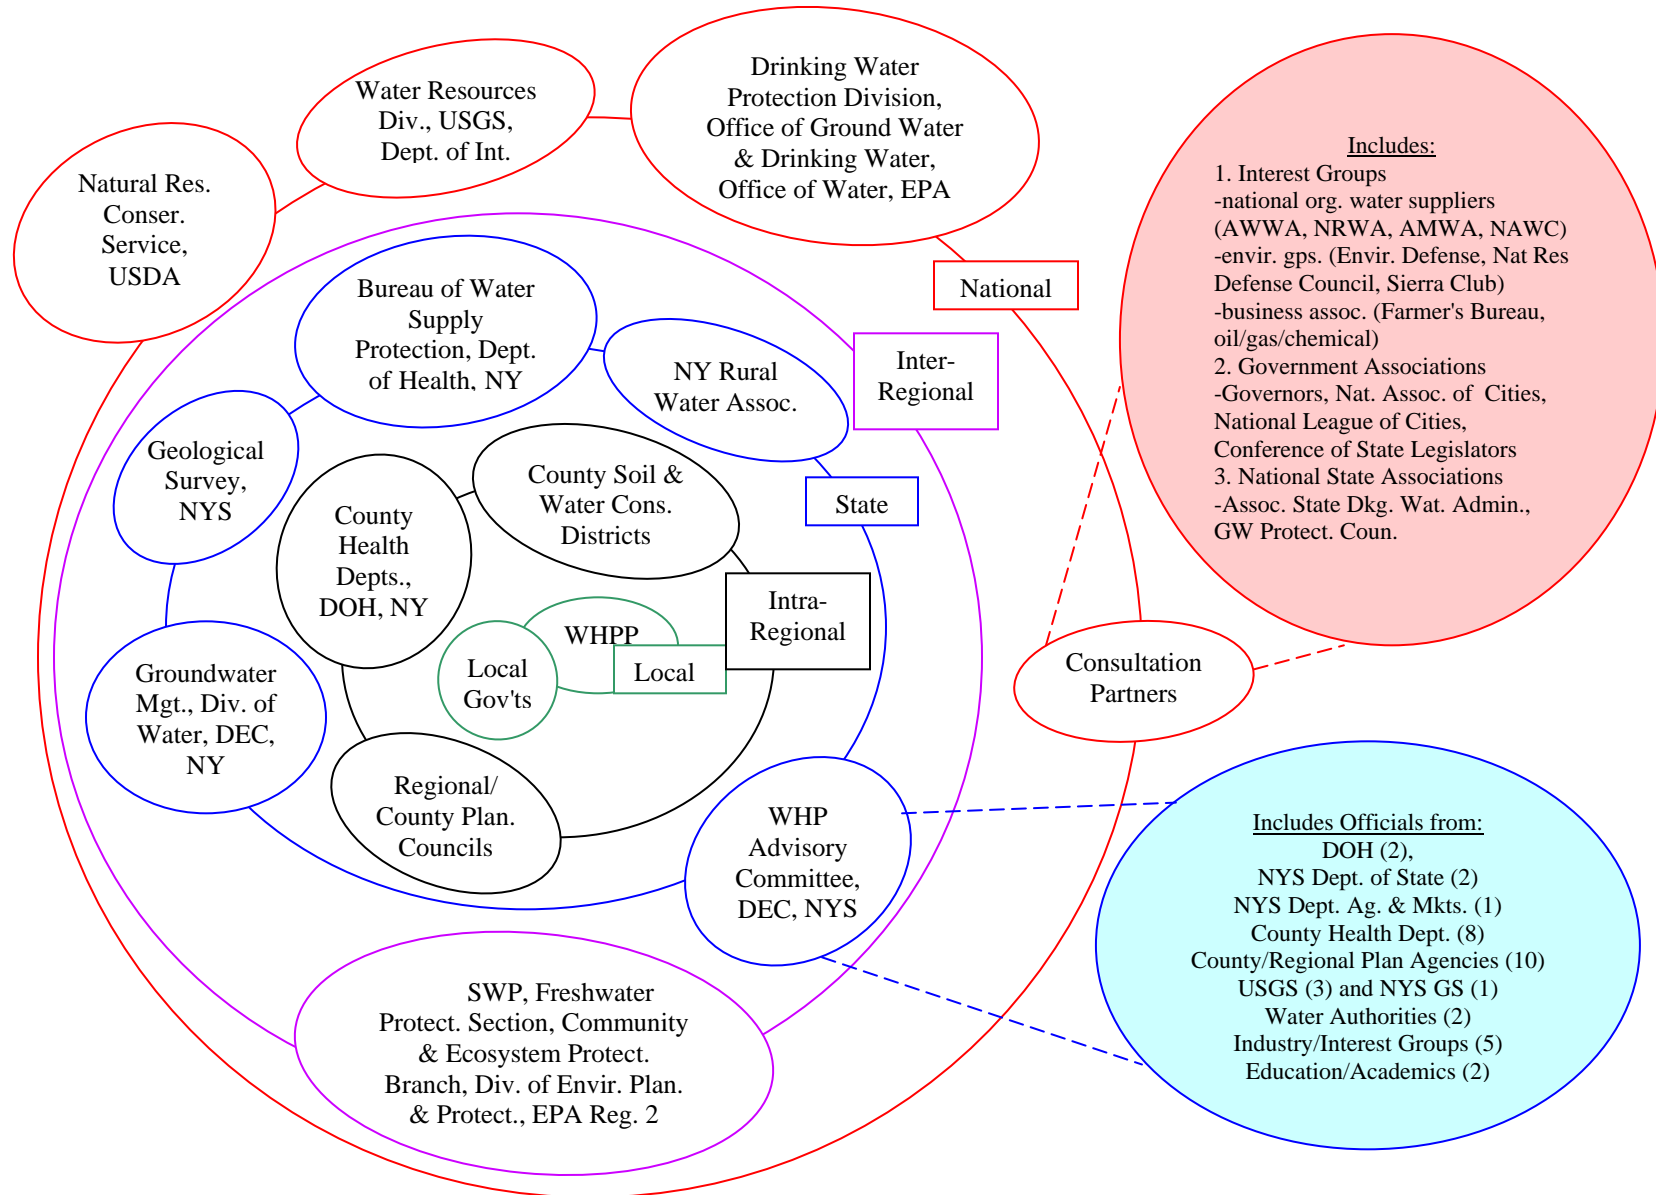 Drinking Water
Protection Division,
Office of Ground Water
& Drinking Water,
Office of Water, EPA
Water Resources
Div., USGS,
Dept. of Int.
Natural Res.
Conser.
Service,
USDA
National
Includes:
1. Interest Groups
-national org. water suppliers
(AWWA, NRWA, AMWA, NAWC)
-envir. gps. (Envir. Defense, Nat Res
Defense Council, Sierra Club)
-business assoc. (Farmer's Bureau,
oil/gas/chemical)
2. Government Associations
-Governors, Nat. Assoc. of Cities,
National League of Cities,
Conference of State Legislators
3. National State Associations
-Assoc. State Dkg. Wat. Admin.,
GW Protect. Coun.
Bureau of Water
Supply
Protection, Dept.
of Health, NY
NY Rural
Water Assoc.
Inter-
Regional
Geological
Survey,
NYS
County Soil &
Water Cons.
Districts
State
County
Health
Depts.,
DOH, NY
Intra-
Regional
WHPP
Local
Local
Gov'ts
Groundwater
Mgt., Div. of
Water, DEC,
NY
Consultation
Partners
Regional/
County Plan.
Councils
WHP
Advisory
Committee,
DEC, NYS
Includes Officials from:
DOH (2),
NYS Dept. of State (2)
NYS Dept. Ag. & Mkts. (1)
County Health Dept. (8)
County/Regional Plan Agencies (10)
USGS (3) and NYS GS (1)
Water Authorities (2)
Industry/Interest Groups (5)
Education/Academics (2)
SWP, Freshwater
Protect. Section, Community
& Ecosystem Protect.
Branch, Div. of Envir. Plan.
& Protect., EPA Reg. 2